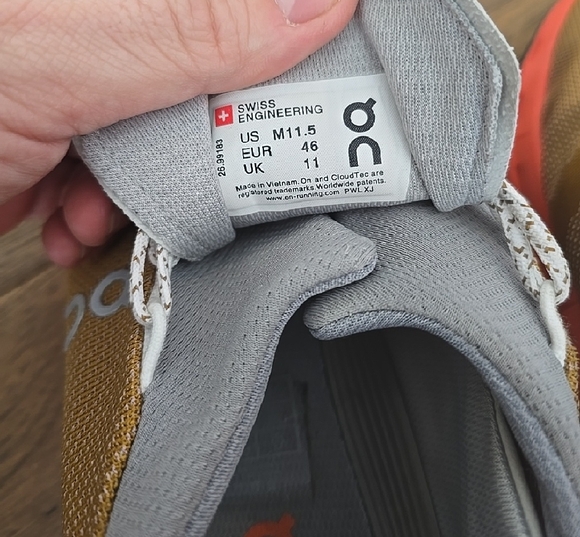 SWISS
ENGINEERING
US M11.5
EUR 46
UK 11
on
26.99183
Made in Vietnam. On and CloudTec are
registered trademarks. Worldwide patents.
www.on-running.com PWL XJ